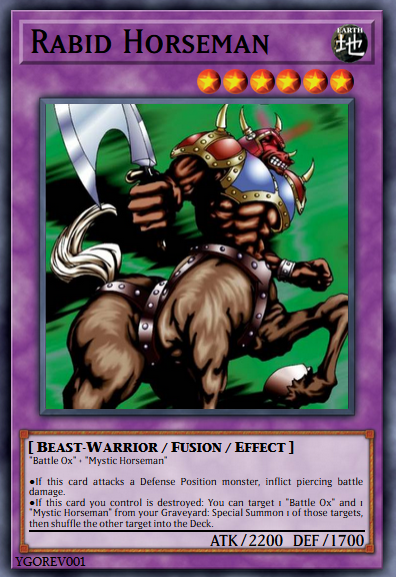 RABID HORSEMAN
EARTH
地
[ BEAST-WARRIOR / FUSION / EFFECT ]
"Battle Ox" + "Mystic Horseman"
●If this card attacks a Defense Position monster, inflict piercing battle
damage.
●If this card you control is destroyed: You can target 1 "Battle Ox" and 1
"Mystic Horseman" from your Graveyard: Special Summon 1 of those targets,
then shuffle the other target into the Deck.
ATK/2200 DEF/1700
YGOREV001